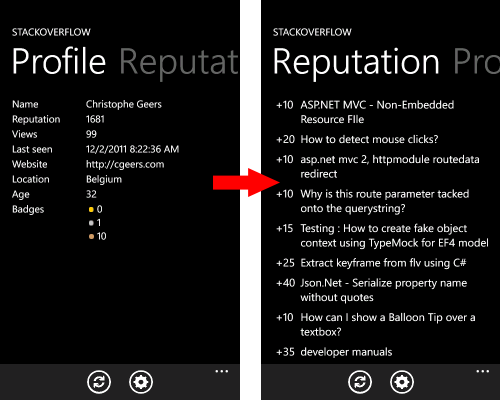 STACKOVERFLOW
Profile Reputat
Name Christophe Geers
Reputation 1681
Views 99
Last seen 12/2/2011 8:22:36 AM
Website http://cgeers.com
Location Belgium
Age 32
Badges 0
1
10
STACKOVERFLOW
Reputation Pro
+10 ASP.NET MVC - Non-Embedded
Resource FIle
+20 How to detect mouse clicks?
+10 asp.net mvc 2, httpmodule routedata
redirect
+10 Why is this route parameter tacked
onto the querystring?
+15 Testing : How to create fake object
context using TypeMock for EF4 model
+25 Extract keyframe from flv using C#
+40 Json.Net - Serialize property name
without quotes
+10 How can I show a Balloon Tip over a
textbox?
+35 developer manuals